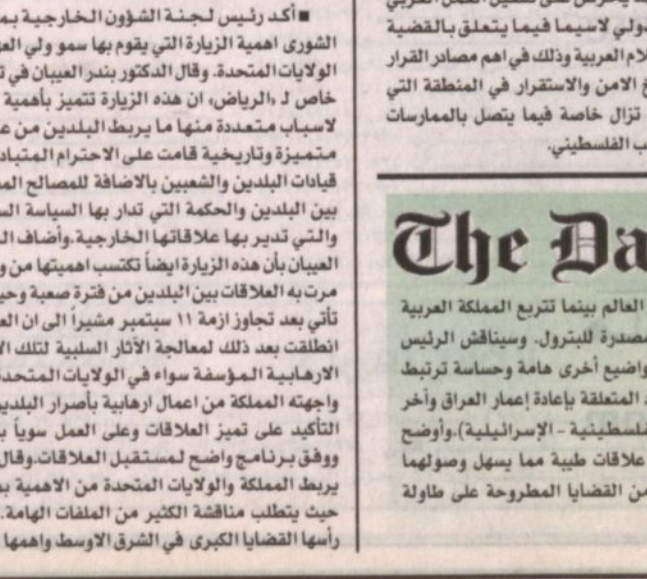 ■ أكد رئيس لجنة الشؤون الخارجية
الشورى اهمية الزيارة التي يقوم بها سمو ولي
الولايات المتحدة. وقال الدكتور بندر العيبان في
خاص لـ «الرياض» ان هذه الزيارة تتميز بأهمية
لاسباب متعددة منها ما يربط البلدين من
متميزة وتاريخية قامت على الاحترام
قيادات البلدين والشعبين بالاضافة للمصالح
بين البلدين والحكمة التي تدار بها السياسة
والتي تدير بها علاقاتها الخارجية.وأضاف
العيبان بأن هذه الزيارة ايضاً تكتسب اهميتها من
مرت به العلاقات بين البلدين من فترة صعبة
تأتي بعد تجاوز ازمة ١١ سبتمبر مشيراً الى ان
انطلقت بعد ذلك لمعالجة الآثار السلبية لتلك
الارهابية المؤسفة سواء في الولايات المتحدة
واجهته المملكة من اعمال ارهابية بأصرار البلدين
التأكيد على تميز العلاقات وعلى العمل سوياً
ووفق برنامج واضح لمستقبل العلاقات.وقال
يربط المملكة والولايات المتحدة من الاهمية
حيث يتطلب مناقشة الكثير من الملفات الهامة.
رأسها القضايا الكبرى في الشرق الاوسط واهمها
العمل العربي
لاسيما فيما يتعلق بالقضية
العربية وذلك في اهم مصادر القرار
الامن والاستقرار في المنطقة التي
تزال خاصة فيما يتصل بالممارسات
الفلسطيني.
The Da
العالم بينما تتربع المملكة العربية
مصدرة للبترول. وسيناقش الرئيس
أخرى هامة وحساسة ترتبط
المتعلقة بإعادة إعمار العراق وأخر
- الإسرائيلية).وأوضح
علاقات طيبة مما يسهل وصولهما
من القضايا المطروحة على طاولة